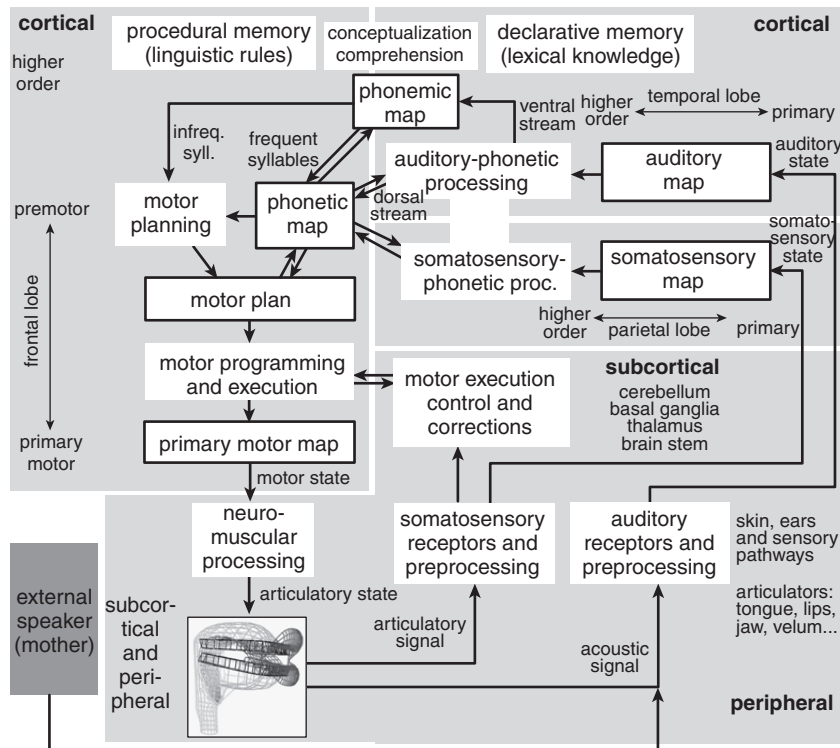 cortical
procedural memory
(linguistic rules)
conceptualization
comprehension
declarative memory
(lexical knowledge)
cortical
higher
order
phonemic
map
ventral
stream
higher
order
temporal lobe
primary
infreq.
syll.
frequent
syllables
auditory-phonetic
processing
auditory
map
auditory
state
motor
planning
phonetic
map
dorsal
stream
premotor
frontal lobe
primary
motor
somato-
sensory
state
somatosensory-
phonetic proc.
somatosensory
map
higher
order
parietal lobe
primary
motor plan
motor programming
and execution
motor execution
control and
corrections
subcortical
cerebellum
basal ganglia
thalamus
brain stem
primary motor map
motor state
neuro-
muscular
processing
somatosensory
receptors and
preprocessing
auditory
receptors and
preprocessing
skin, ears
and sensory
pathways
articulators:
tongue, lips,
jaw, velum...
external
speaker
(mother)
subcor-
tical and
peri-
pheral
articulatory state
articulatory
signal
acoustic
signal
peripheral